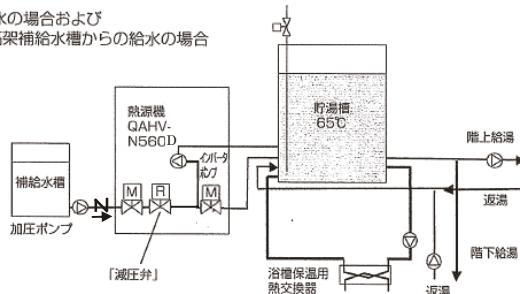 水の場合および
高架補給水槽からの給水の場合
熱源機
QAHV-
N560D
インバータ
ポンプ
貯湯槽
65℃
階上給湯
補給水槽
M
R
M
返湯
加圧ポンプ
階下給湯
「減圧弁」
浴槽保温用
熱交換器
返湯